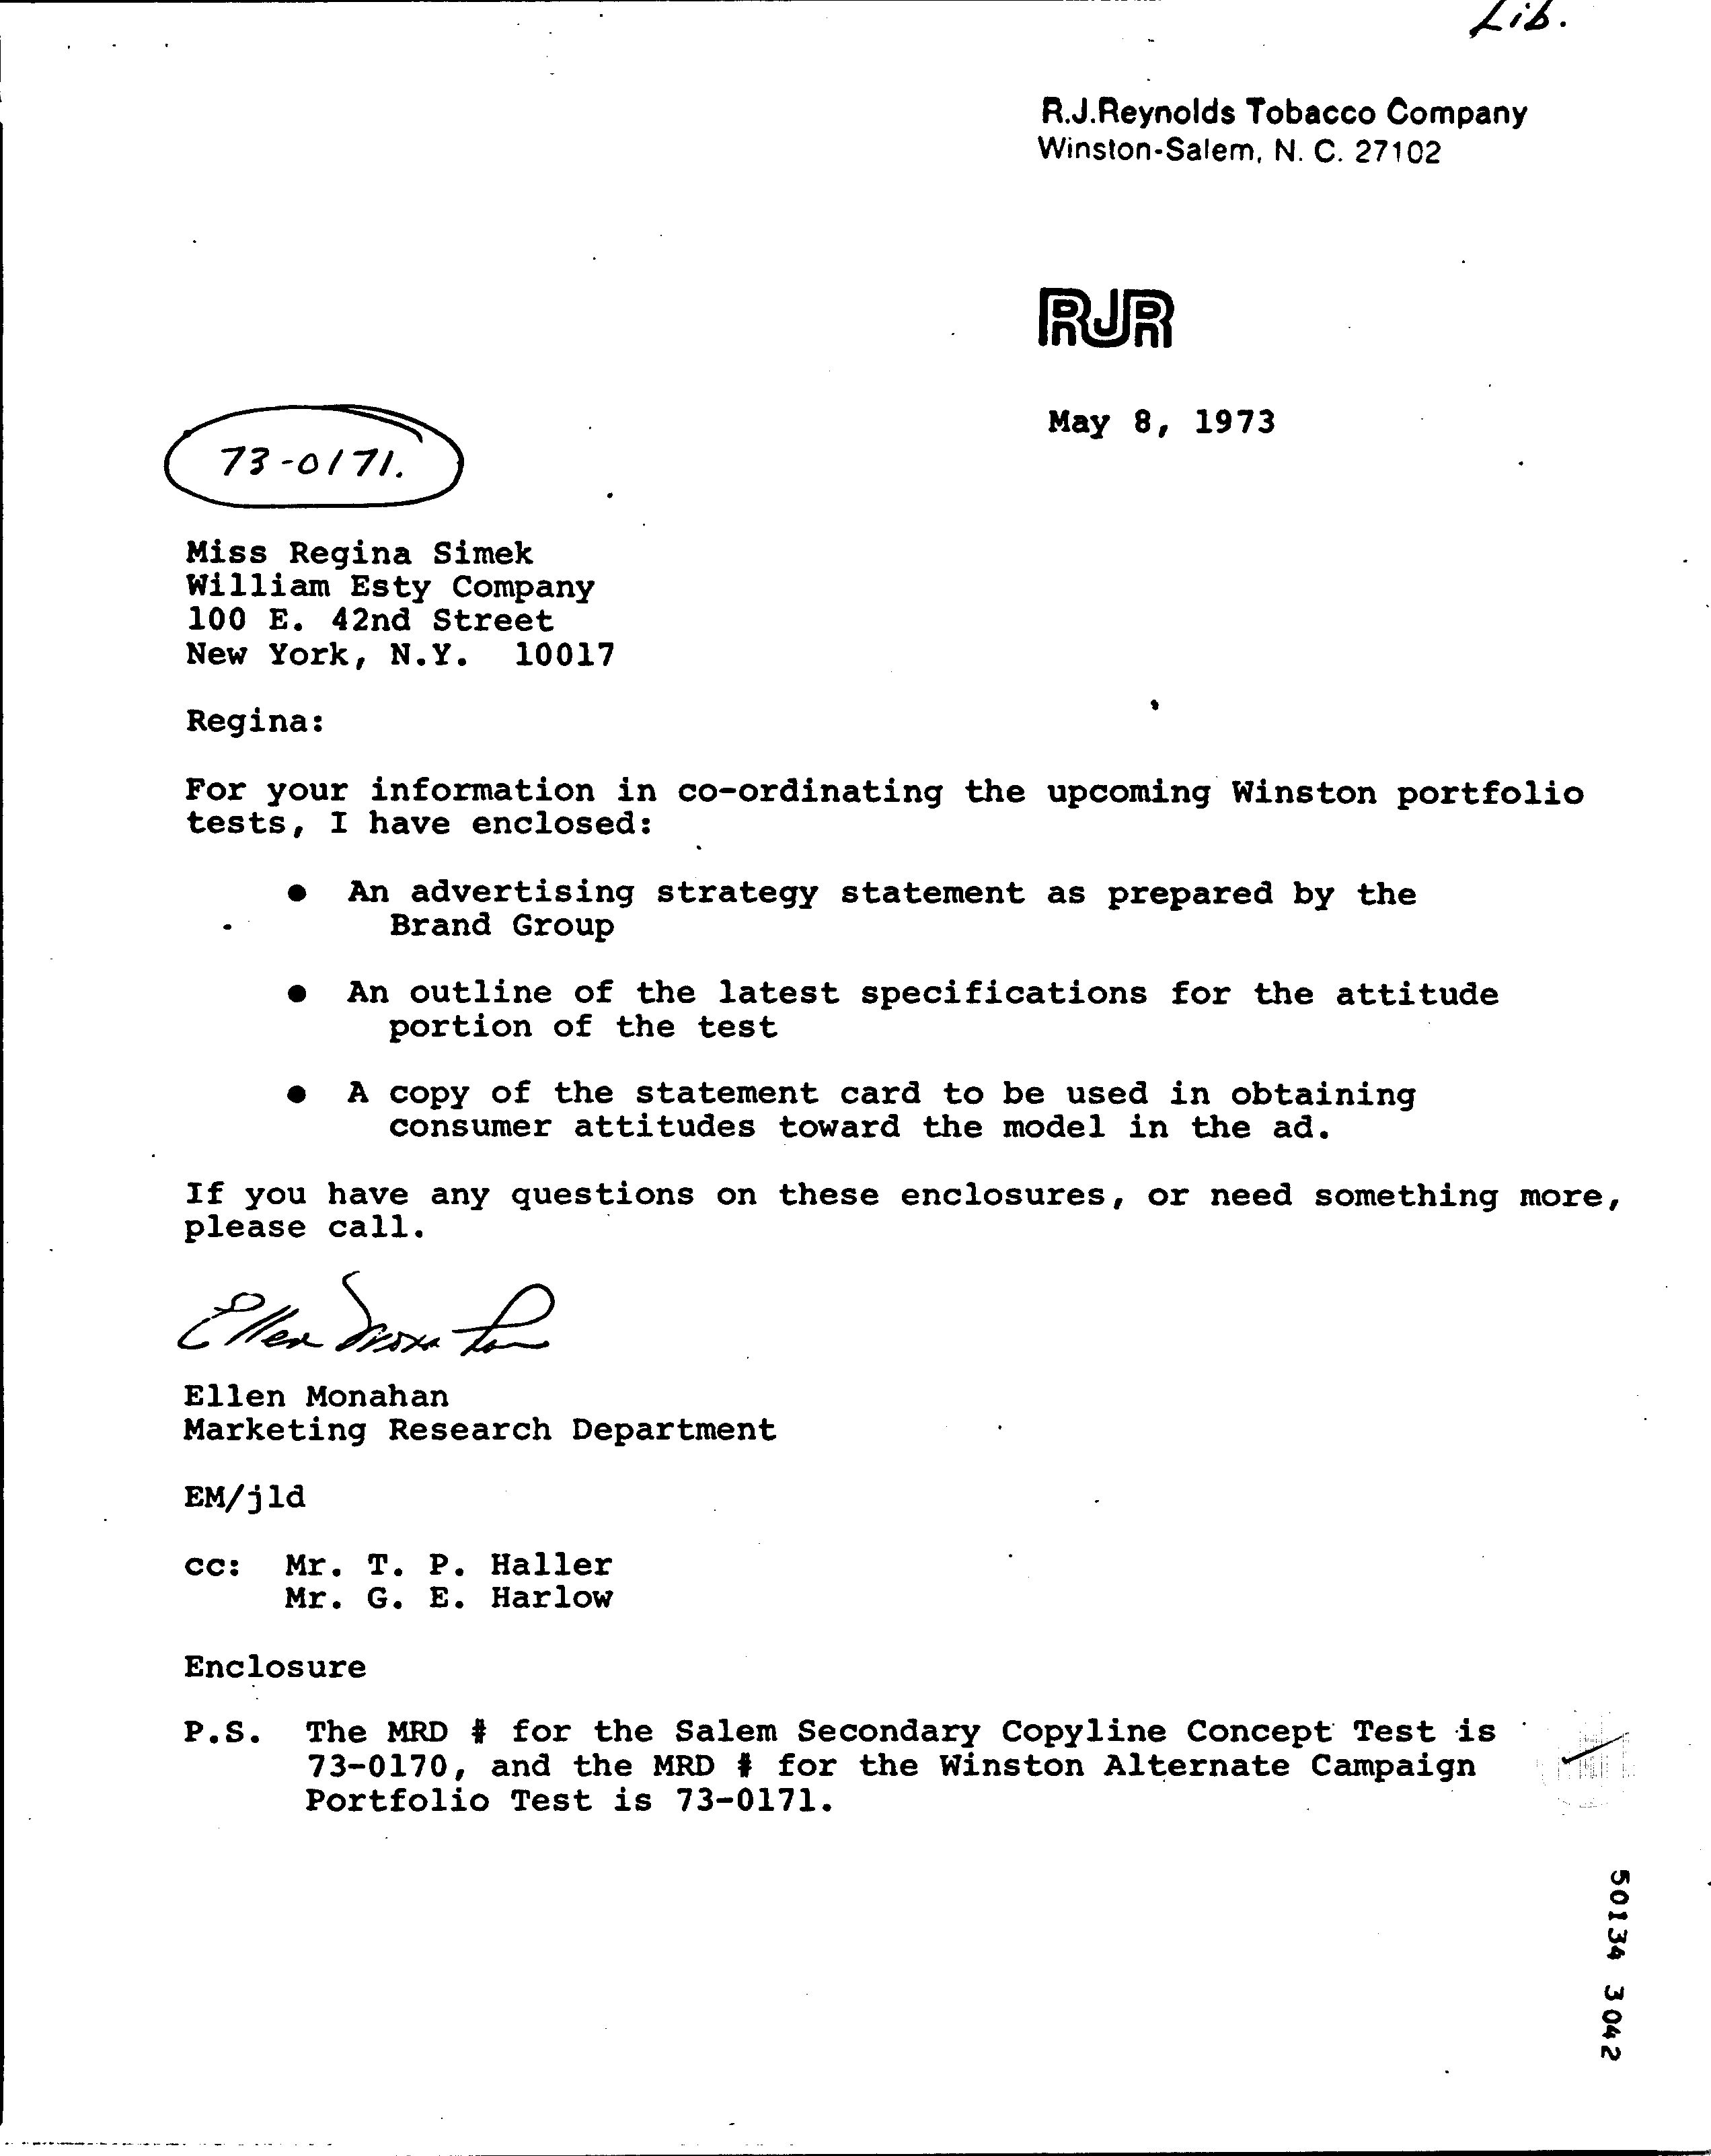 Lib.
R.J.Reynolds Tobacco Company
Winston-Salem, N. C. 27102
RJR
May 8, 1973
73-0171.
Miss Regina Simek
William Esty Company
100 E. 42nd Street
New York, N.Y. 10017
Regina:
For your information in co-ordinating the upcoming Winston portfolio
tests, I have enclosed:
● An advertising strategy statement as prepared by the
Brand Group
● An outline of the latest specifications for the attitude
portion of the test
● A copy of the statement card to be used in obtaining
consumer attitudes toward the model in the ad.
If you have any questions on these enclosures, or need something more,
please call.
Ellen
Ellen Monahan
Marketing Research Department
EM/jld
cc: Mr. T. P. Haller
Mr. G. E. Harlow
Enclosure
P.S. The MRD # for the Salem Secondary Copyline Concept Test is
73-0170, and the MRD # for the Winston Alternate Campaign
Portfolio Test is 73-0171.
50134 3042